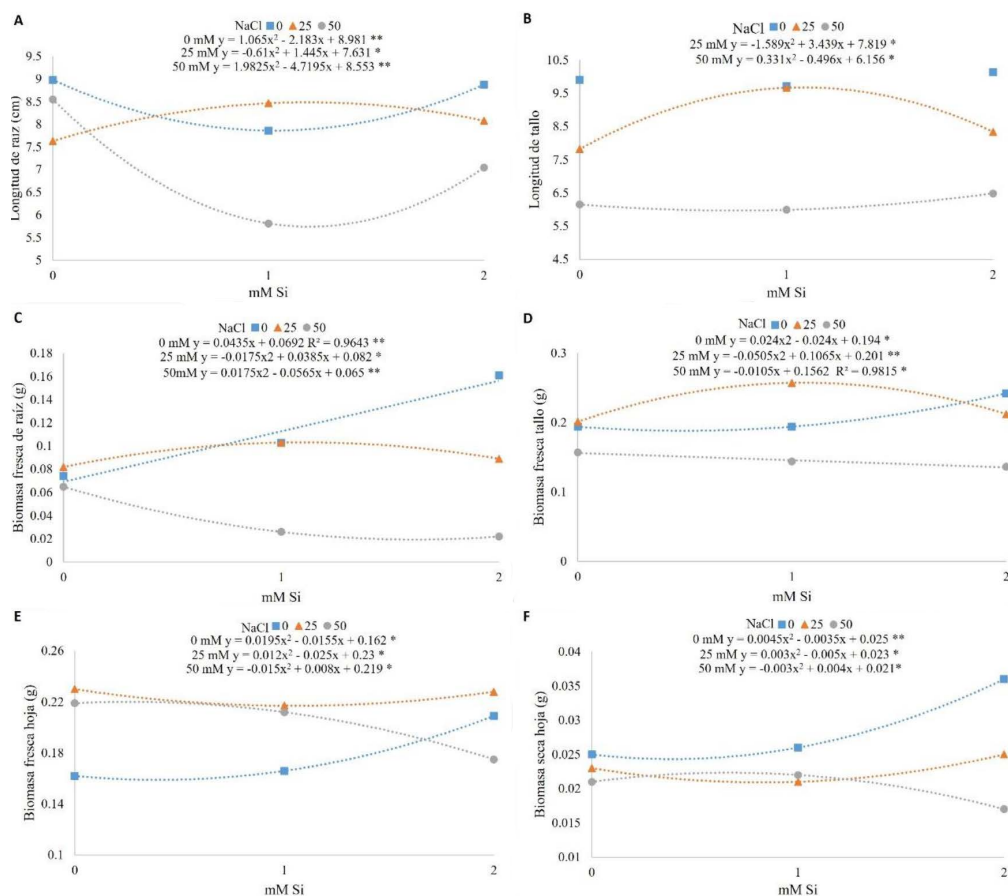 A
NaCl 0 25 50
0 mM y = 1.065x² - 2.183x + 8.981 **
25 mM y = -0.61x² + 1.445x + 7.631 *
50 mM y = 1.9825x² - 4.7195x + 8.553 **
Longitud de raíz (cm)
9.5
9
8.5
8
7.5
7
6.5
6
5.5
5
0 1 2
mM Si
B
NaCl 0 25 50
25 mM y = -1.589x² + 3.439x + 7.819 *
50 mM y = 0.331x² - 0.496x + 6.156 *
Longitud de tallo
10.5
9.5
8.5
7.5
6.5
5.5
4.5
0 1 2
mM Si
C
NaCl 0 25 50
0 mM y = 0.0435x + 0.0692 R² = 0.9643 **
25 mM y = -0.0175x2 + 0.0385x + 0.082 *
50mM y = 0.0175x2 - 0.0565x + 0.065 **
Biomasa fresca de raíz (g)
0.18
0.16
0.14
0.12
0.1
0.08
0.06
0.04
0.02
0
0 1 2
mM Si
D
NaCl 0 25 50
0 mM y = 0.024x2 - 0.024x + 0.194 *
25 mM y = -0.0505x2 + 0.1065x + 0.201 **
50 mM y = -0.0105x + 0.1562 R² = 0.9815 *
Biomasa fresca tallo (g)
0.3
0.2
0.1
0
0 1 2
mM Si
E
NaCl 0 25 50
0 mM y = 0.0195x² - 0.0155x + 0.162 *
25 mM y = 0.012x² - 0.025x + 0.23 *
50 mM y = -0.015x² + 0.008x + 0.219 *
Biomasa fresca hoja (g)
0.26
0.22
0.18
0.14
0.1
0 1 2
mM Si
F
NaCl 0 25 50
0 mM y = 0.0045x² - 0.0035x + 0.025 **
25 mM y = 0.003x² - 0.005x + 0.023 *
50 mM y = -0.003x² + 0.004x + 0.021*
Biomasa seca hoja (g)
0.04
0.035
0.03
0.025
0.02
0.015
0.01
0 1 2
mM Si